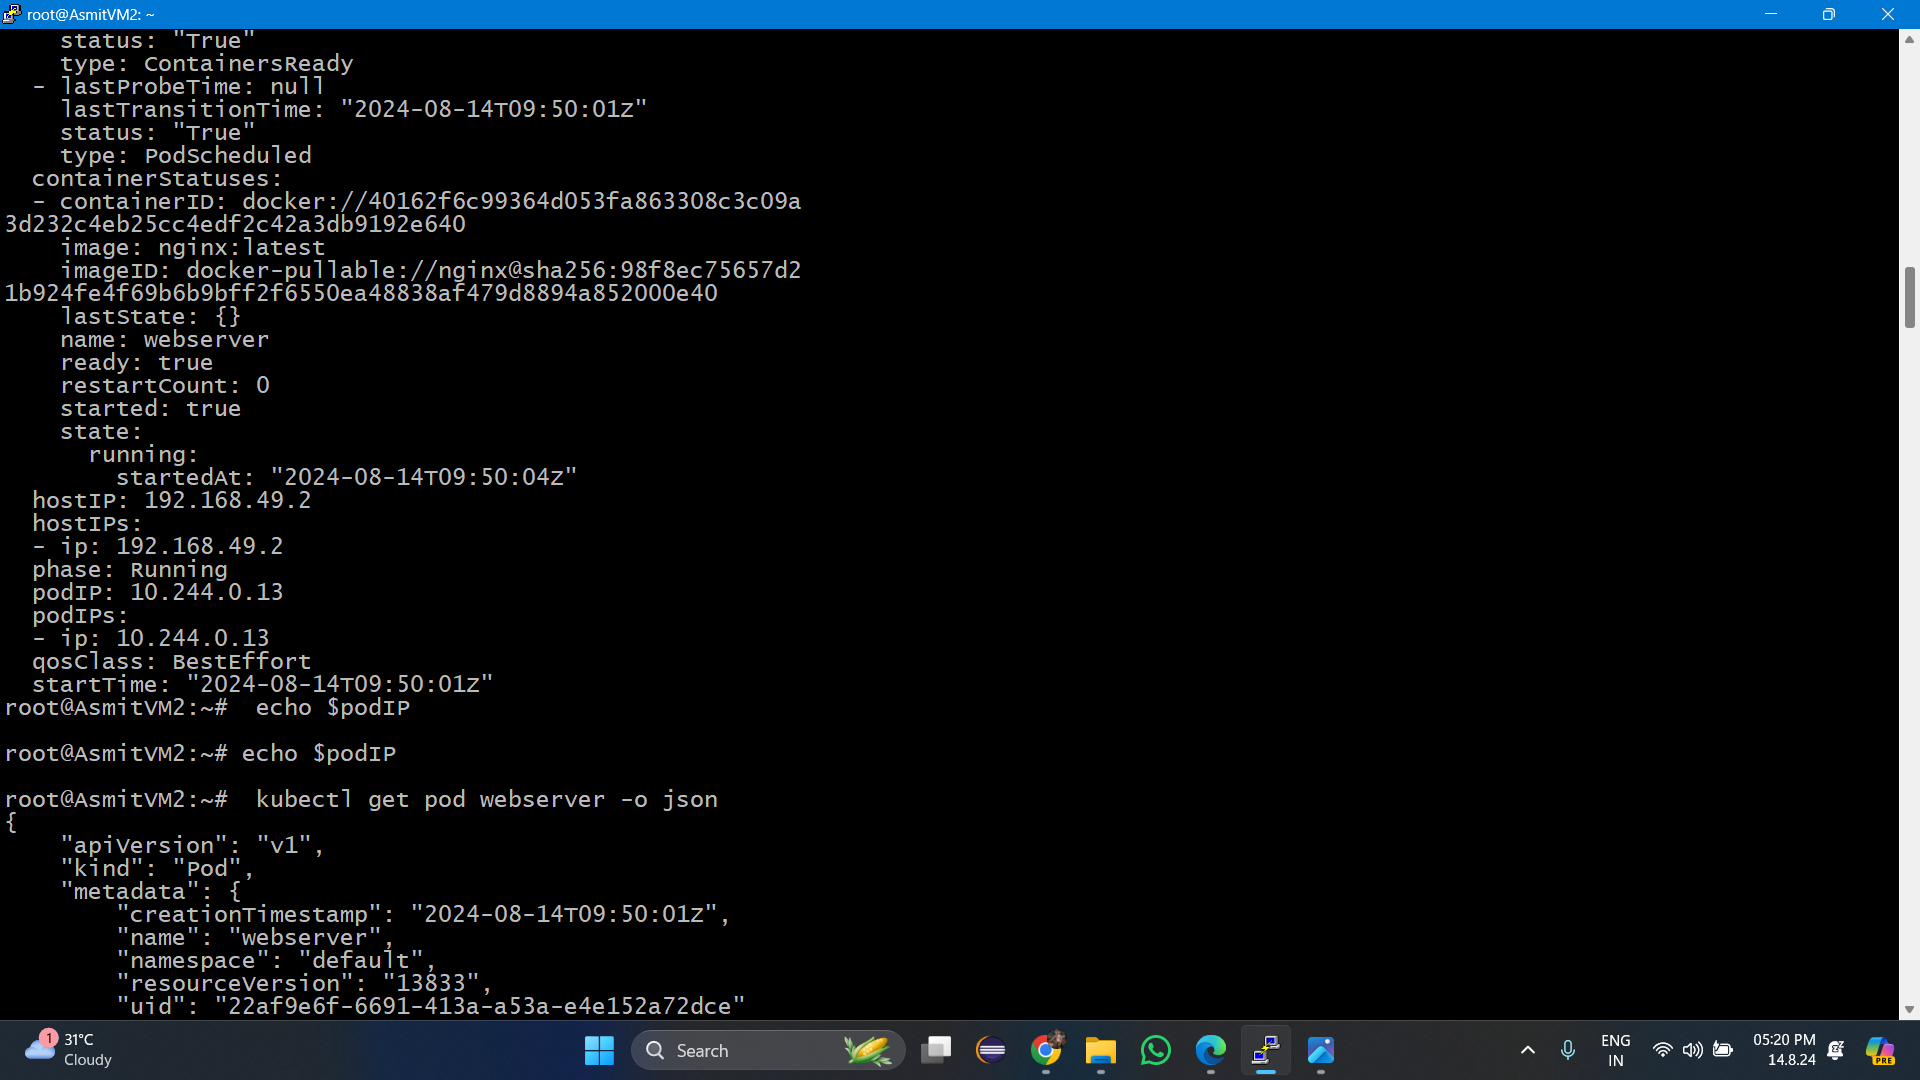 root@AsmitVM2: ~
    status: "True"
    type: ContainersReady
  - lastProbeTime: null
    lastTransitionTime: "2024-08-14T09:50:01Z"
    status: "True"
    type: PodScheduled
  containerStatuses:
  - containerID: docker://40162f6c99364d053fa863308c3c09a
3d232c4eb25cc4edf2c42a3db9192e640
    image: nginx:latest
    imageID: docker-pullable://nginx@sha256:98f8ec75657d2
1b924fe4f69b6b9bff2f6550ea48838af479d8894a852000e40
    lastState: {}
    name: webserver
    ready: true
    restartCount: 0
    started: true
    state:
      running:
        startedAt: "2024-08-14T09:50:04Z"
  hostIP: 192.168.49.2
  hostIPs:
  - ip: 192.168.49.2
  phase: Running
  podIP: 10.244.0.13
  podIPs:
  - ip: 10.244.0.13
  qosClass: BestEffort
  startTime: "2024-08-14T09:50:01Z"
root@AsmitVM2:~#  echo $podIP
root@AsmitVM2:~# echo $podIP
root@AsmitVM2:~#  kubectl get pod webserver -o json
{
    "apiVersion": "v1",
    "kind": "Pod",
    "metadata": {
        "creationTimestamp": "2024-08-14T09:50:01Z",
        "name": "webserver",
        "namespace": "default",
        "resourceVersion": "13833",
        "uid": "22af9e6f-6691-413a-a53a-e4e152a72dce"
1
31°C
Cloudy
Search
ENG
IN
05:20 PM
14.8.24
PRE